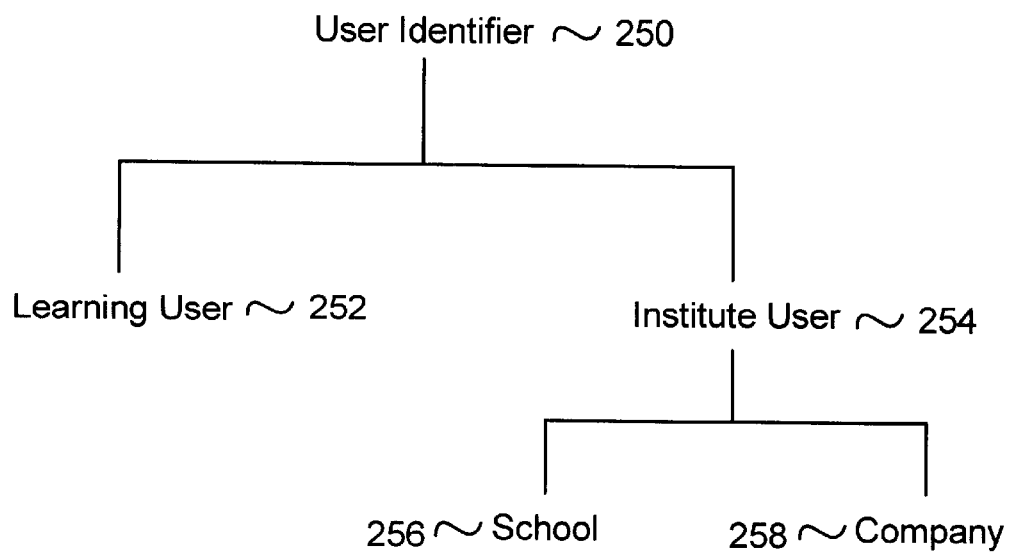 User Identifier ~ 250
Learning User ~ 252
Institute User ~ 254
256 ~ School
258 ~ Company